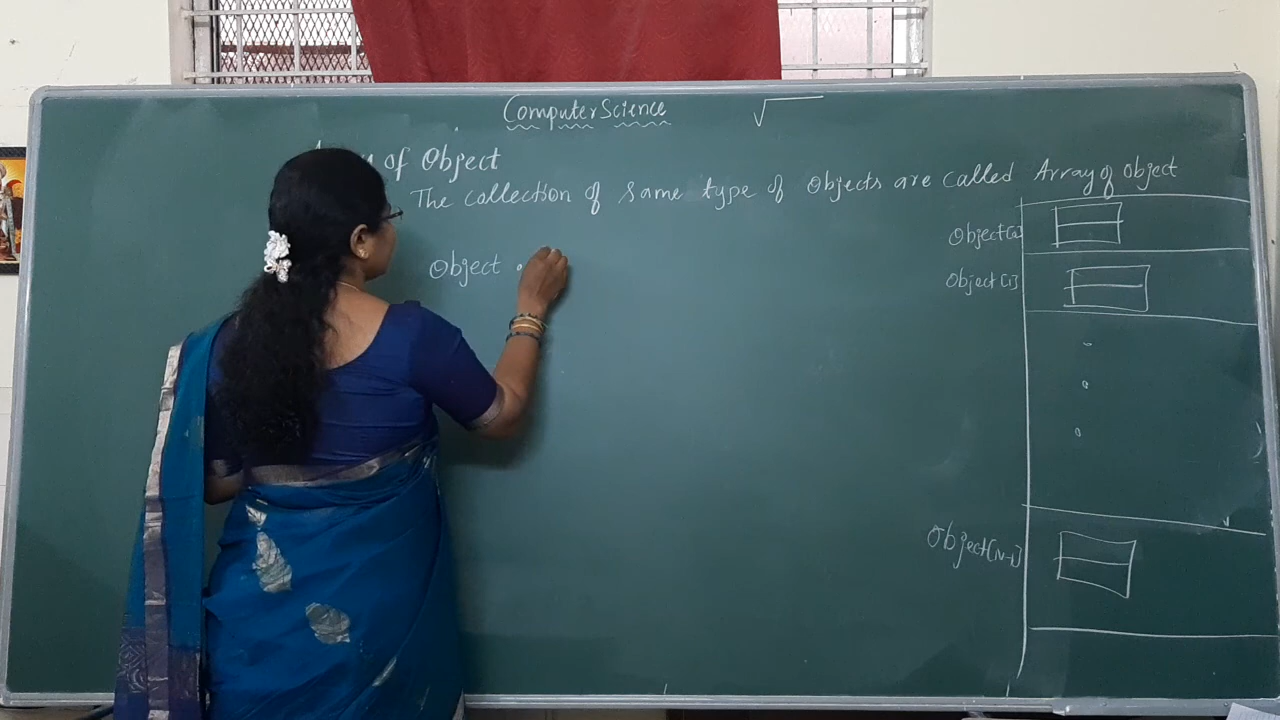 Computer Science
of Object
The collection of same type of Objects are called Array of Object
Object
Object[1]
Object .
Object[N-1]